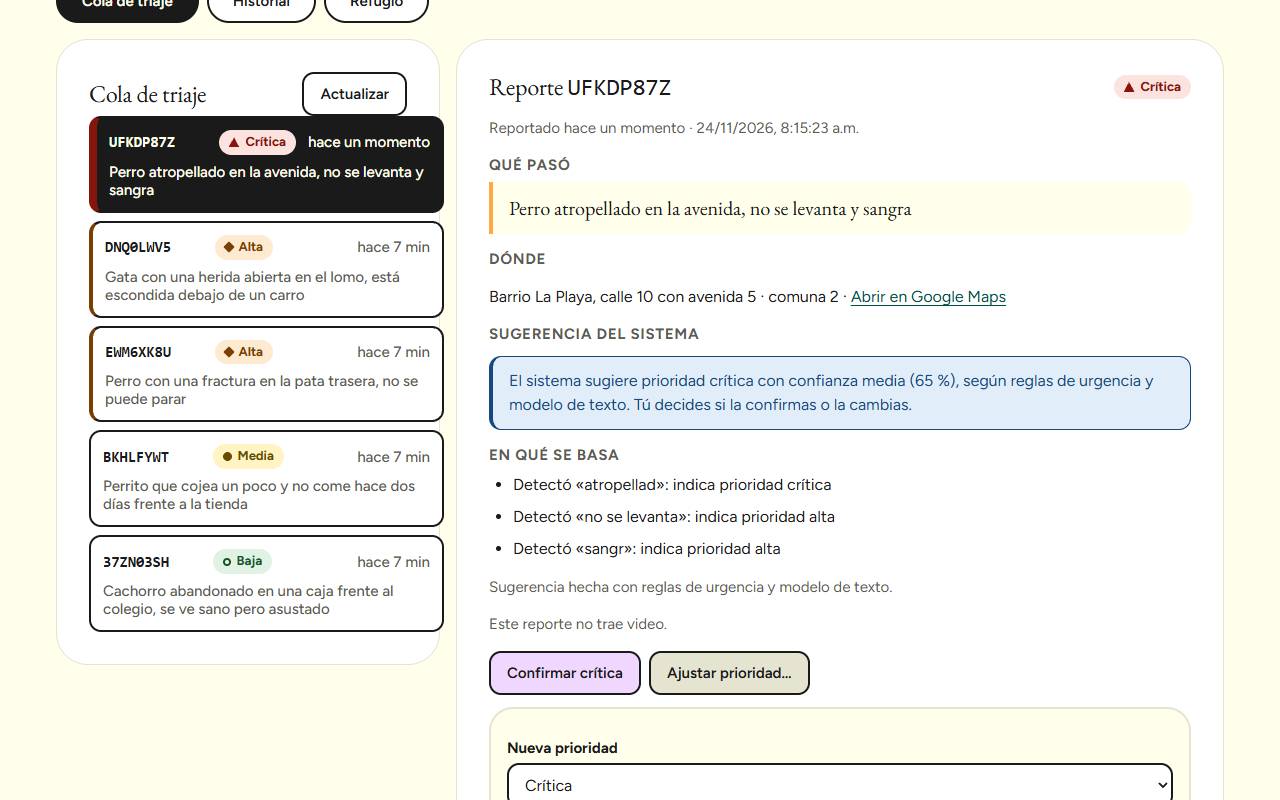 Cola de triaje
Historial
Refugio
Cola de triaje
Actualizar
UFKDP87Z
Crítica
hace un momento
Perro atropellado en la avenida, no se levanta y
sangra
DNQ0LWV5
Alta
hace 7 min
Gata con una herida abierta en el lomo, está
escondida debajo de un carro
EWM6XK8U
Alta
hace 7 min
Perro con una fractura en la pata trasera, no se
puede parar
BKHLFYWT
Media
hace 7 min
Perrito que cojea un poco y no come hace dos
días frente a la tienda
37ZN03SH
Baja
hace 7 min
Cachorro abandonado en una caja frente al
colegio, se ve sano pero asustado
Reporte UFKDP87Z
Crítica
Reportado hace un momento · 24/11/2026, 8:15:23 a.m.
QUÉ PASÓ
Perro atropellado en la avenida, no se levanta y sangra
DÓNDE
Barrio La Playa, calle 10 con avenida 5 · comuna 2 · Abrir en Google Maps
SUGERENCIA DEL SISTEMA
El sistema sugiere prioridad crítica con confianza media (65 %), según reglas de urgencia y
modelo de texto. Tú decides si la confirmas o la cambias.
EN QUÉ SE BASA
• Detectó «atropellad»: indica prioridad crítica
• Detectó «no se levanta»: indica prioridad alta
• Detectó «sangr»: indica prioridad alta
Sugerencia hecha con reglas de urgencia y modelo de texto.
Este reporte no trae video.
Confirmar crítica
Ajustar prioridad…
Nueva prioridad
Crítica